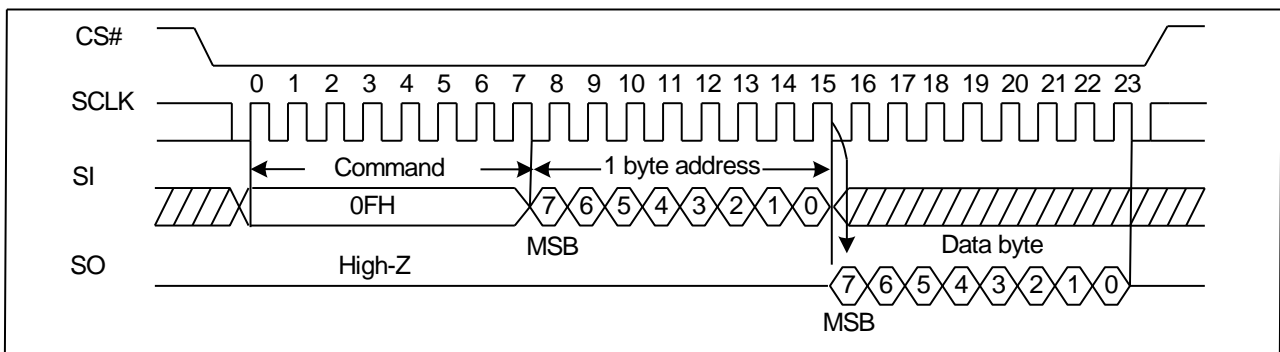 CS#
0 1 2 3 4 5 6 7 8 9 10 11 12 13 14 15 16 17 18 19 20 21 22 23
SCLK
Command 1 byte address
SI
0FH 7 6 5 4 3 2 1 0
MSB Data byte
SO High-Z
7 6 5 4 3 2 1 0
MSB